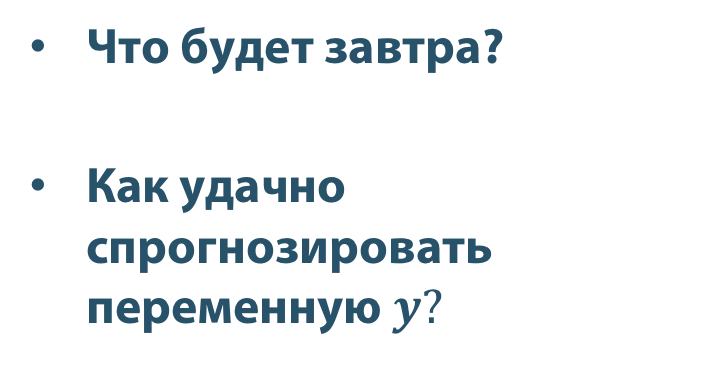 • Что будет завтра?
• Как удачно
спрогнозировать
переменную y?